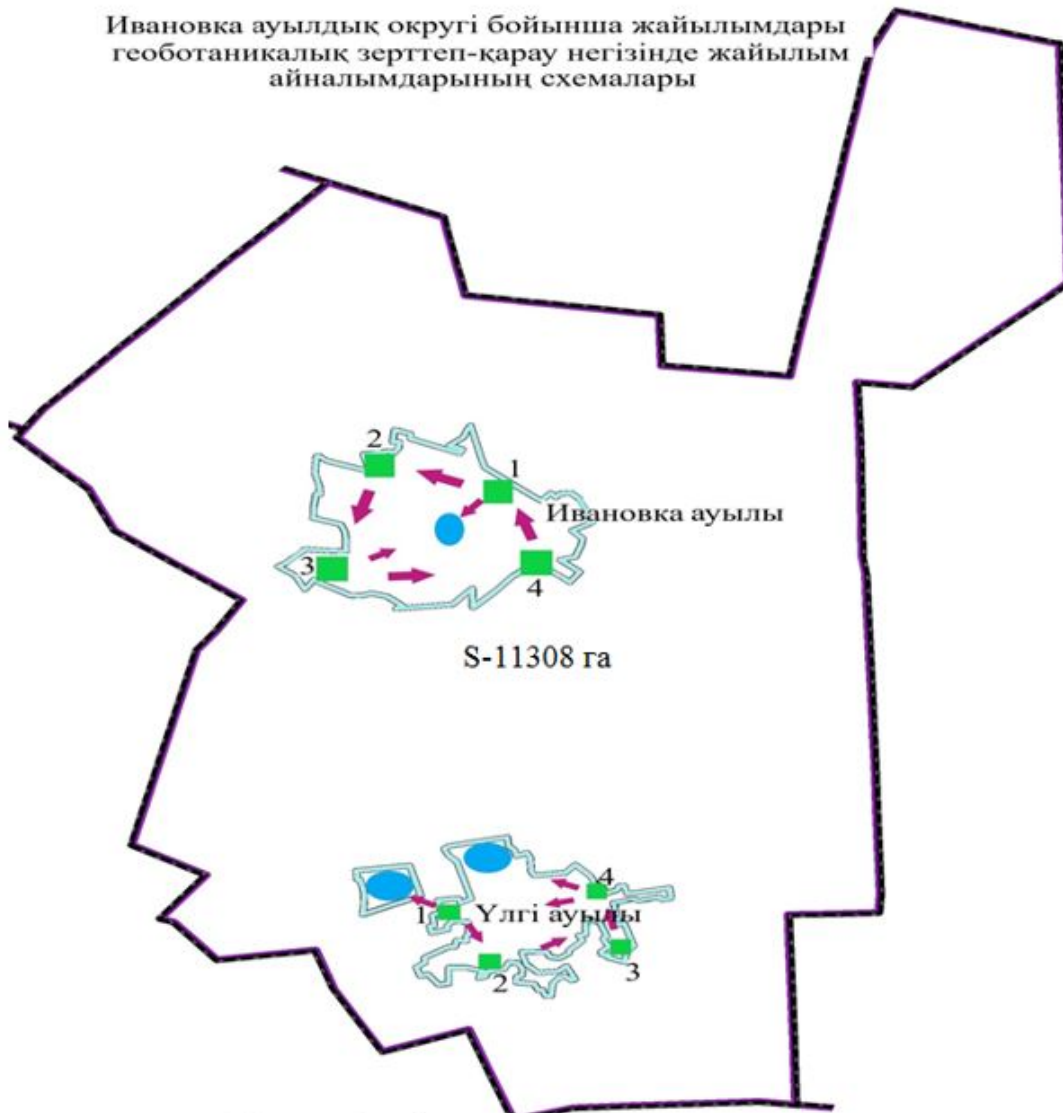 Ивановка ауылдық округі бойынша жайылымдары
геоботаникалық зерттеп-қарау негізінде жайылым
айналымдарының схемалары
2
1
Ивановка ауылы
3
4
S-11308 га
4
1
Үлгі ауылы
2
3